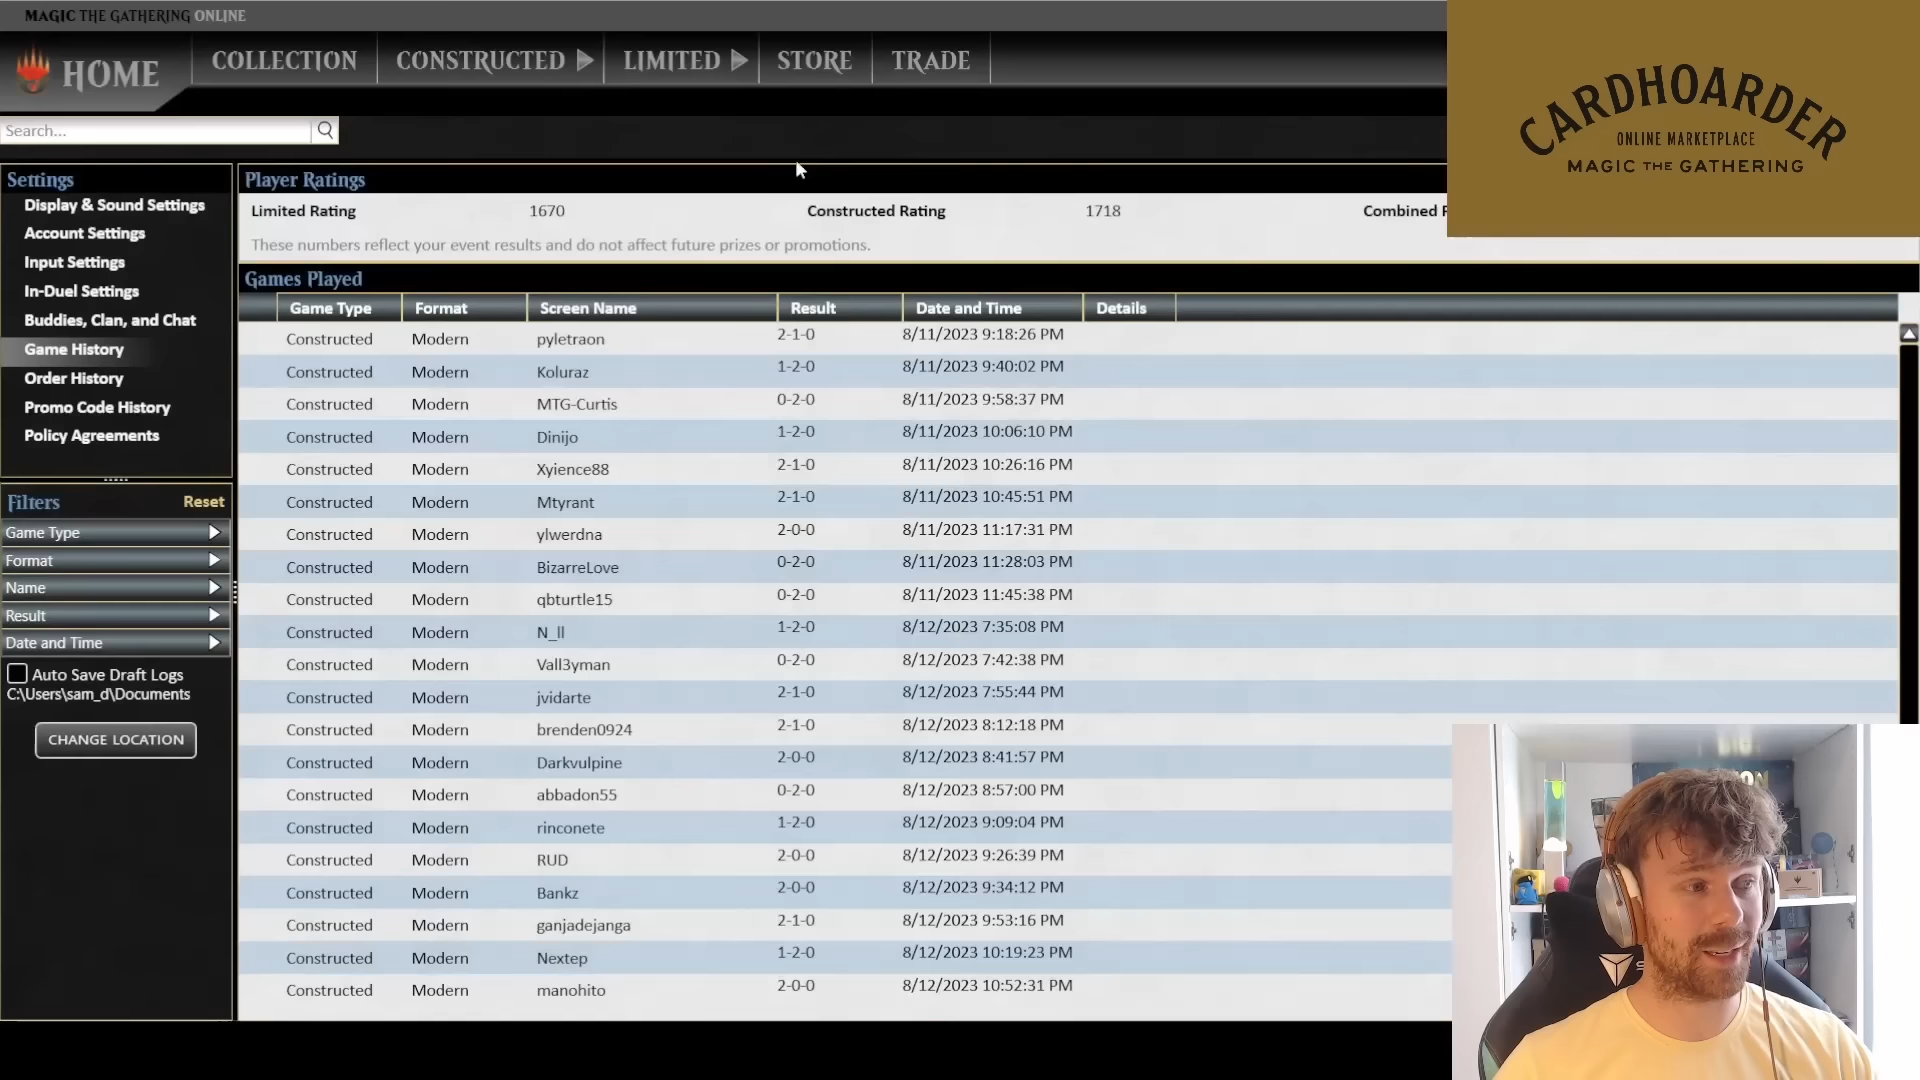 MAGIC THE GATHERING ONLINE
HOME
COLLECTION
CONSTRUCTED
LIMITED
STORE
TRADE
CARDHOARDER
ONLINE MARKETPLACE
MAGIC THE GATHERING
Search...
Settings
Display & Sound Settings
Account Settings
Input Settings
In-Duel Settings
Buddies, Clan, and Chat
Game History
Order History
Promo Code History
Policy Agreements
Filters Reset
Game Type
Format
Name
Result
Date and Time
Auto Save Draft Logs
C:\Users\sam_d\Documents
CHANGE LOCATION
Player Ratings
Limited Rating 1670 Constructed Rating 1718 Combined
These numbers reflect your event results and do not affect future prizes or promotions.
Games Played
Game Type Format Screen Name Result Date and Time Details
Constructed Modern pyletraon 2-1-0 8/11/2023 9:18:26 PM
Constructed Modern Koluraz 1-2-0 8/11/2023 9:40:02 PM
Constructed Modern MTG-Curtis 0-2-0 8/11/2023 9:58:37 PM
Constructed Modern Dinijo 1-2-0 8/11/2023 10:06:10 PM
Constructed Modern Xyience88 2-1-0 8/11/2023 10:26:16 PM
Constructed Modern Mtyrant 2-1-0 8/11/2023 10:45:51 PM
Constructed Modern ylwerdna 2-0-0 8/11/2023 11:17:31 PM
Constructed Modern BizarreLove 0-2-0 8/11/2023 11:28:03 PM
Constructed Modern qbturtle15 0-2-0 8/11/2023 11:45:38 PM
Constructed Modern N_ll 1-2-0 8/12/2023 7:35:08 PM
Constructed Modern Vall3yman 0-2-0 8/12/2023 7:42:38 PM
Constructed Modern jvidarte 2-1-0 8/12/2023 7:55:44 PM
Constructed Modern brenden0924 2-1-0 8/12/2023 8:12:18 PM
Constructed Modern Darkvulpine 2-0-0 8/12/2023 8:41:57 PM
Constructed Modern abbadon55 0-2-0 8/12/2023 8:57:00 PM
Constructed Modern rinconete 1-2-0 8/12/2023 9:09:04 PM
Constructed Modern RUD 2-0-0 8/12/2023 9:26:39 PM
Constructed Modern Bankz 2-0-0 8/12/2023 9:34:12 PM
Constructed Modern ganjadejanga 2-1-0 8/12/2023 9:53:16 PM
Constructed Modern Nextep 1-2-0 8/12/2023 10:19:23 PM
Constructed Modern manohito 2-0-0 8/12/2023 10:52:31 PM